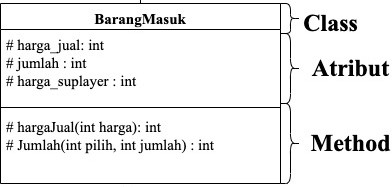 BarangMasuk
Class
# harga_jual: int
# jumlah : int
# harga_suplayer : int
Atribut
# hargaJual(int harga): int
# Jumlah(int pilih, int jumlah) : int
Method